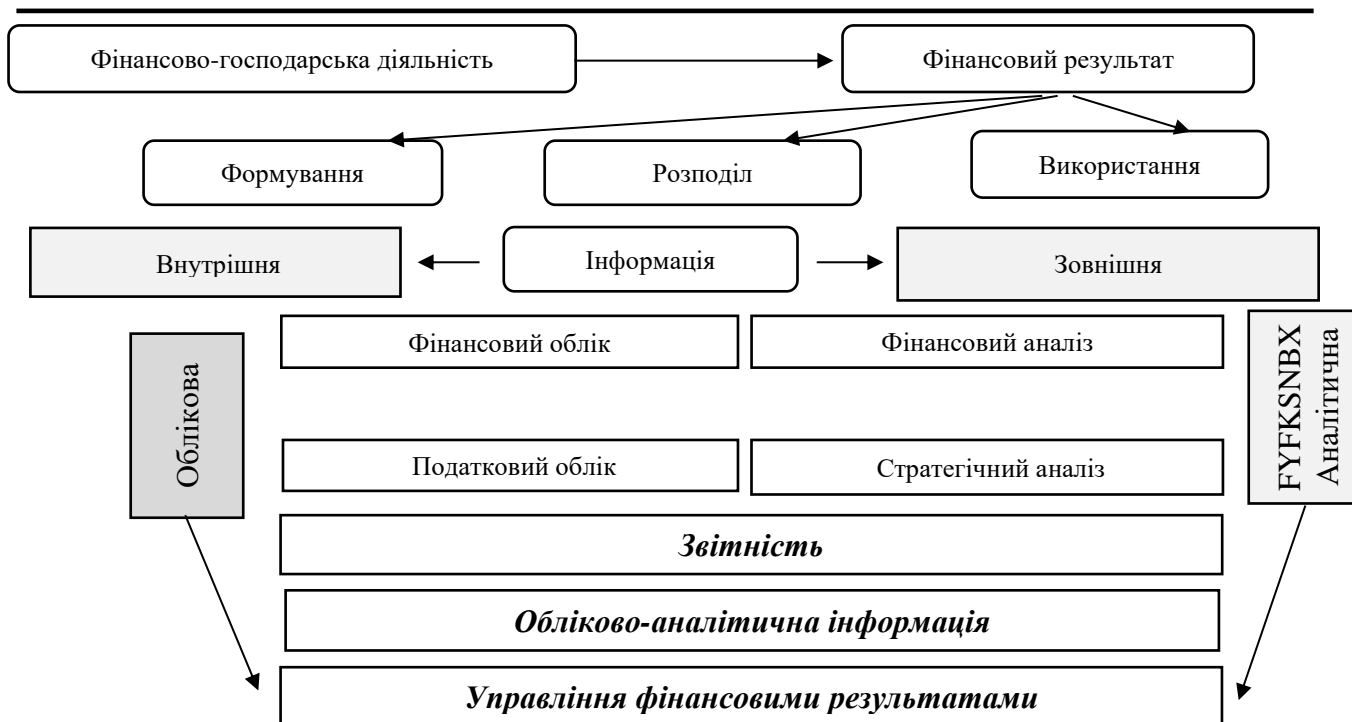 Фінансово-господарська діяльність
Фінансовий результат
Формування
Розподіл
Використання
Внутрішня
Інформація
Зовнішня
Облікова
Фінансовий облік
Фінансовий аналіз
FYFKSNBX
Аналітична
Податковий облік
Стратегічний аналіз
Звітність
Обліково-аналітична інформація
Управління фінансовими результатами